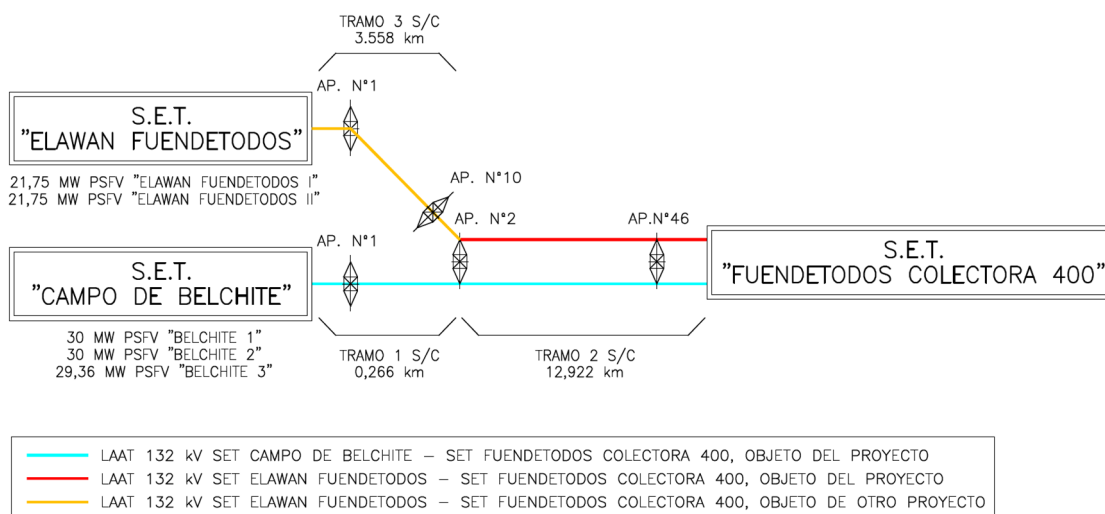 TRAMO 3 S/C
3.558 km
AP. N°1
S.E.T.
"ELAWAN FUENDETODOS"
21,75 MW PSFV "ELAWAN FUENDETODOS I"
21,75 MW PSFV "ELAWAN FUENDETODOS II"
AP. N°10
AP. N°2
AP.N°46
S.E.T.
"FUENDETODOS COLECTORA 400"
AP. N°1
S.E.T.
"CAMPO DE BELCHITE"
30 MW PSFV "BELCHITE 1"
30 MW PSFV "BELCHITE 2"
29,36 MW PSFV "BELCHITE 3"
TRAMO 1 S/C
0,266 km
TRAMO 2 S/C
12,922 km
LAAT 132 kV SET CAMPO DE BELCHITE – SET FUENDETODOS COLECTORA 400, OBJETO DEL PROYECTO
LAAT 132 kV SET ELAWAN FUENDETODOS – SET FUENDETODOS COLECTORA 400, OBJETO DEL PROYECTO
LAAT 132 kV SET ELAWAN FUENDETODOS – SET FUENDETODOS COLECTORA 400, OBJETO DE OTRO PROYECTO